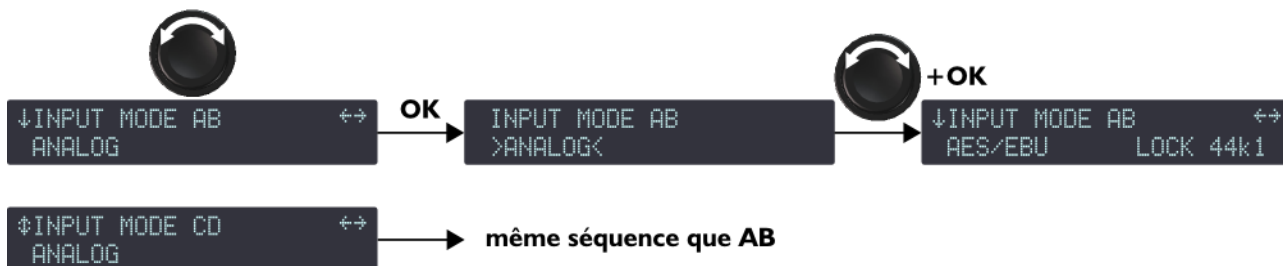 +OK
↓INPUT MODE AB ↔
ANALOG
OK
INPUT MODE AB
>ANALOG<
↓INPUT MODE AB ↔
AES/EBU LOCK 44k1
↕INPUT MODE CD ↔
ANALOG
même séquence que AB